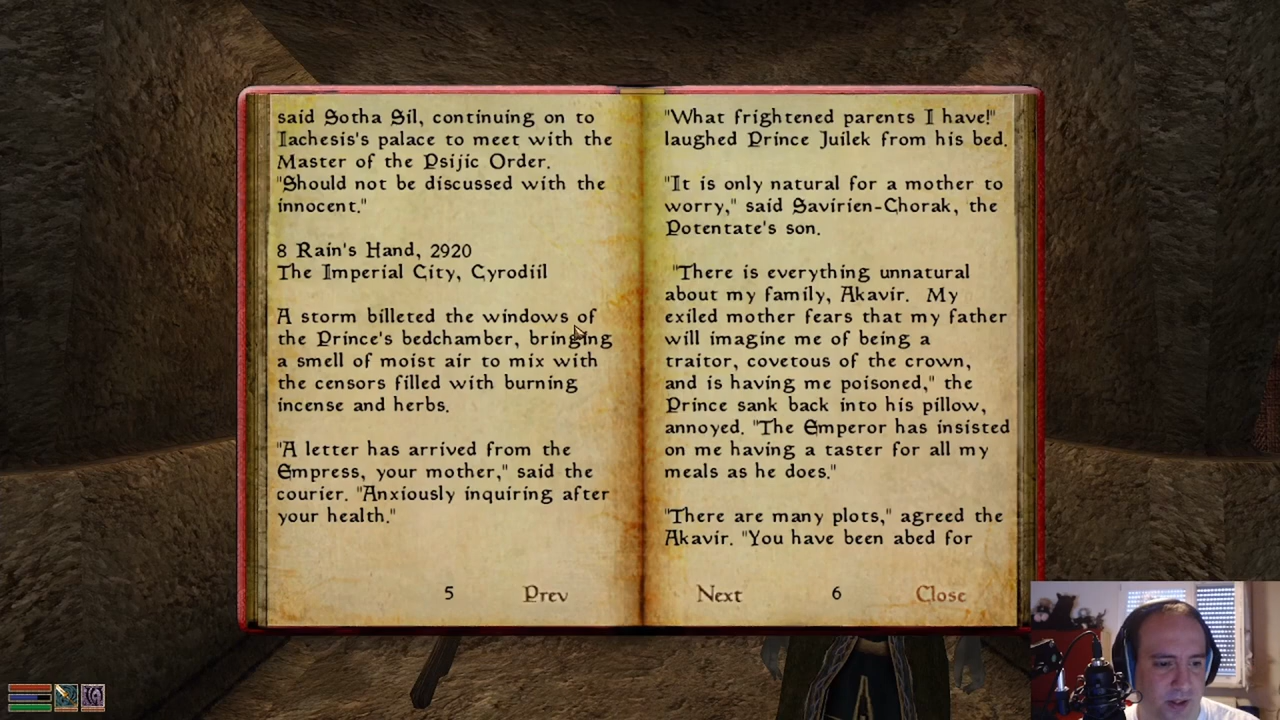 said Sotha Sil, continuing on to
Iachesis's palace to meet with the
Master of the Psijic Order.
"Should not be discussed with the
innocent."
8 Rain's Hand, 2920
The Imperial City, Cyrodiil
A storm billeted the windows of
the Prince's bedchamber, bringing
a smell of moist air to mix with
the censors filled with burning
incense and herbs.
"A letter has arrived from the
Empress, your mother," said the
courier. "Anxiously inquiring after
your health."
5 Prev
"What frightened parents I have!"
laughed Prince Juilek from his bed.
"It is only natural for a mother to
worry," said Savirien-Chorak, the
Potentate's son.
"There is everything unnatural
about my family, Akavir. My
exiled mother fears that my father
will imagine me of being a
traitor, covetous of the crown,
and is having me poisoned," the
Prince sank back into his pillow,
annoyed. "The Emperor has insisted
on me having a taster for all my
meals as he does."
"There are many plots," agreed the
Akavir. "You have been abed for
Next 6 Close